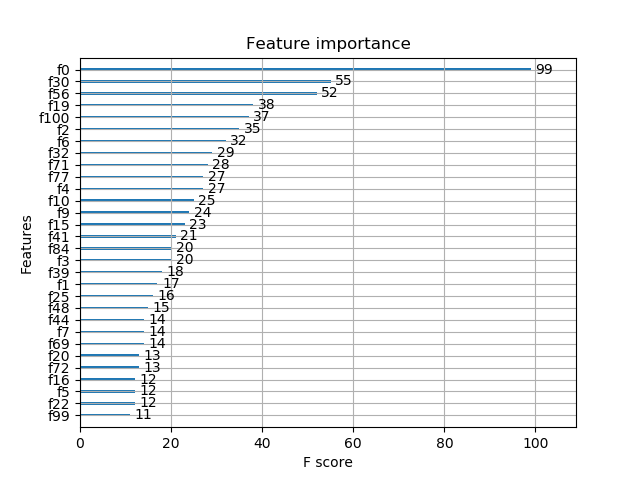 Feature importance
Features
f0 99
f30 55
f56 52
f19 38
f100 37
f2 35
f6 32
f32 29
f71 28
f77 27
f4 27
f10 25
f9 24
f15 23
f41 21
f84 20
f3 20
f39 18
f1 17
f25 16
f48 15
f44 14
f7 14
f69 14
f20 13
f72 13
f16 12
f5 12
f22 12
f99 11
0 20 40 60 80 100
F score